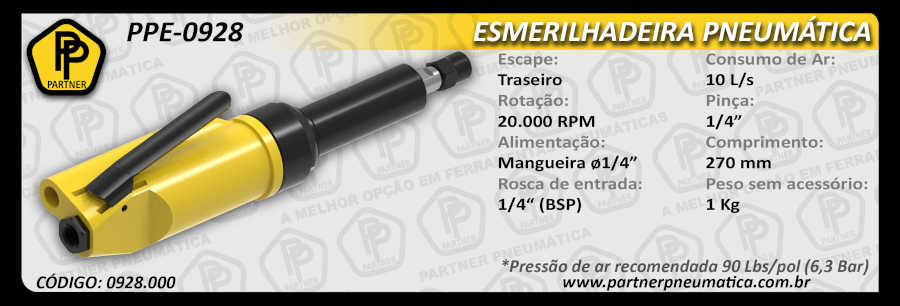 PPE-0928
ESMERILHADEIRA PNEUMÁTICA
PP
PARTNER
Escape:
Traseiro
Rotação:
20.000 RPM
Alimentação:
Mangueira ø1/4”
Rosca de entrada:
1/4“ (BSP)
Consumo de Ar:
10 L/s
Pinça:
1/4”
Comprimento:
270 mm
Peso sem acessório:
1 Kg
CÓDIGO: 0928.000
*Pressão de ar recomendada 90 Lbs/pol (6,3 Bar)
www.partnerpneumatica.com.br